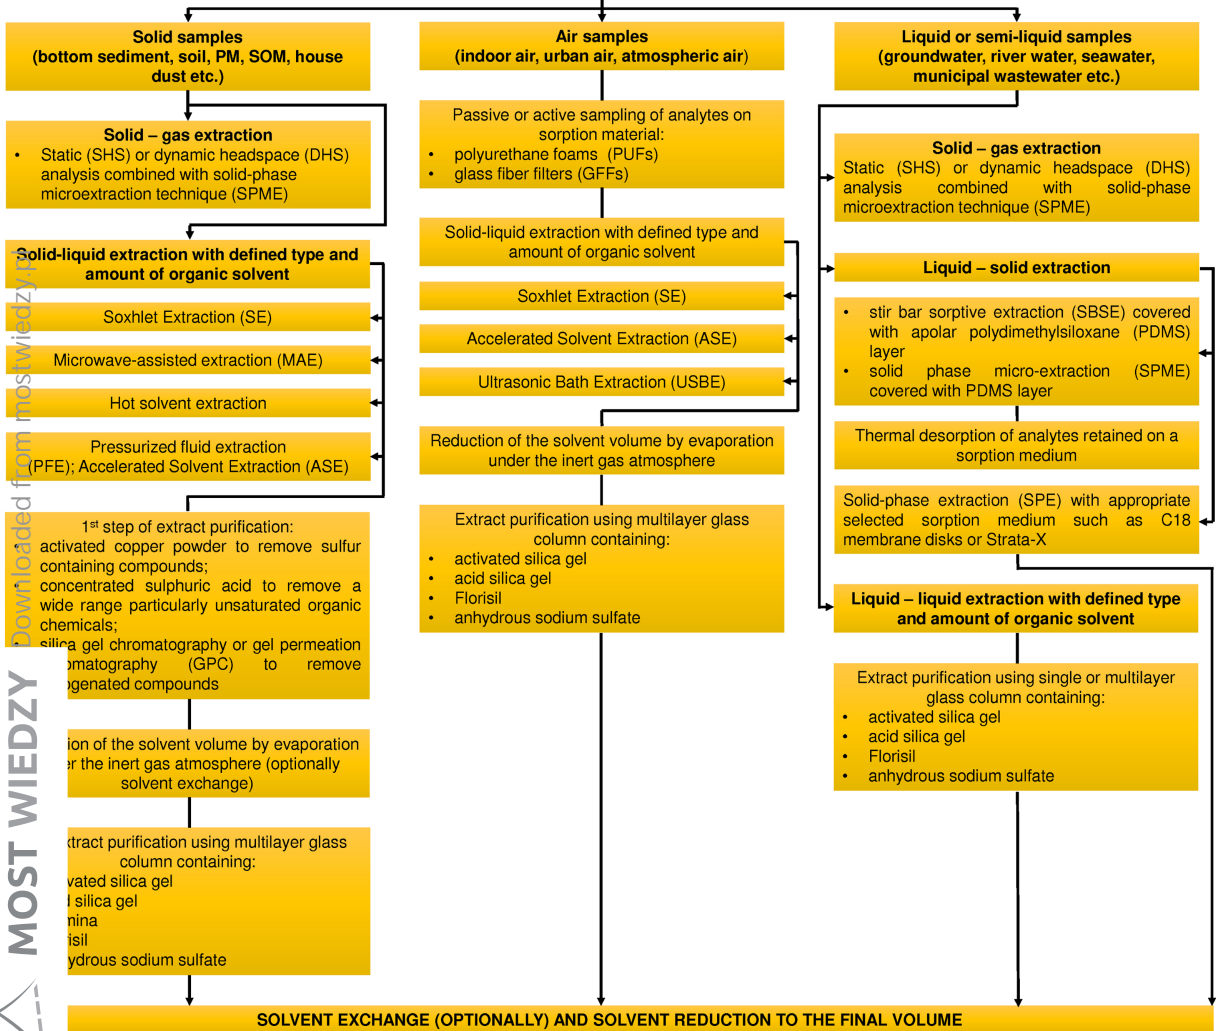 Solid samples
(bottom sediment, soil, PM, SOM, house
dust etc.)
Solid – gas extraction
• Static (SHS) or dynamic headspace (DHS)
analysis combined with solid-phase
microextraction technique (SPME)
Solid-liquid extraction with defined type and
amount of organic solvent
Soxhlet Extraction (SE)
Microwave-assisted extraction (MAE)
Hot solvent extraction
Pressurized fluid extraction
(PFE); Accelerated Solvent Extraction (ASE)
1st step of extract purification:
• activated copper powder to remove sulfur
containing compounds;
• concentrated sulphuric acid to remove a
wide range particularly unsaturated organic
chemicals;
• silica gel chromatography or gel permeation
omatography (GPC) to remove
ogenated compounds
ion of the solvent volume by evaporation
er the inert gas atmosphere (optionally
solvent exchange)
xtract purification using multilayer glass
column containing:
vated silica gel
d silica gel
mina
risil
ydrous sodium sulfate
Air samples
(indoor air, urban air, atmospheric air)
Passive or active sampling of analytes on
sorption material:
• polyurethane foams (PUFs)
• glass fiber filters (GFFs)
Solid-liquid extraction with defined type and
amount of organic solvent
Soxhlet Extraction (SE)
Accelerated Solvent Extraction (ASE)
Ultrasonic Bath Extraction (USBE)
Reduction of the solvent volume by evaporation
under the inert gas atmosphere
Extract purification using multilayer glass
column containing:
• activated silica gel
• acid silica gel
• Florisil
• anhydrous sodium sulfate
Liquid or semi-liquid samples
(groundwater, river water, seawater,
municipal wastewater etc.)
Solid – gas extraction
Static (SHS) or dynamic headspace (DHS)
analysis combined with solid-phase
microextraction technique (SPME)
Liquid – solid extraction
• stir bar sorptive extraction (SBSE) covered
with apolar polydimethylsiloxane (PDMS)
layer
• solid phase micro-extraction (SPME)
covered with PDMS layer
Thermal desorption of analytes retained on a
sorption medium
Solid-phase extraction (SPE) with appropriate
selected sorption medium such as C18
membrane disks or Strata-X
Liquid – liquid extraction with defined type
and amount of organic solvent
Extract purification using single or multilayer
glass column containing:
• activated silica gel
• acid silica gel
• Florisil
• anhydrous sodium sulfate
SOLVENT EXCHANGE (OPTIONALLY) AND SOLVENT REDUCTION TO THE FINAL VOLUME
Downloaded from mostwiedzy.pl
MOST WIEDZY